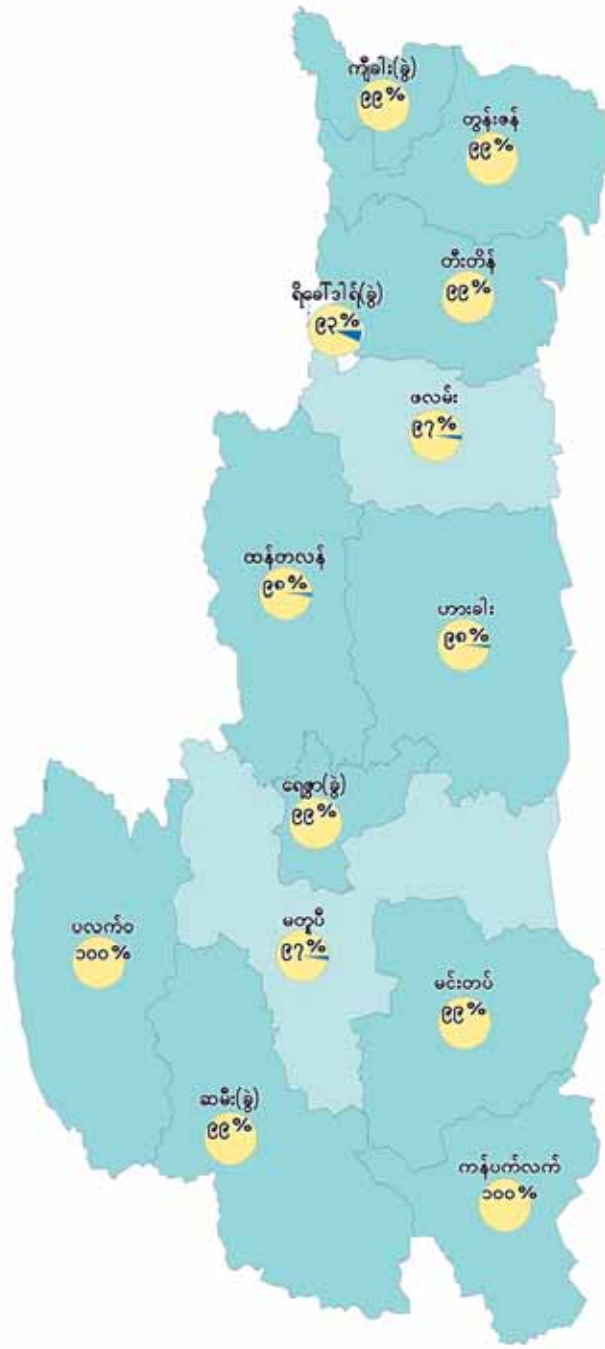 ကျီခါး(ခွဲ)
၉၉%
တွန်းဇန်
၉၉%
တီးတိန်
၉၉%
ရိခေါ်ဒါရ်(ခွဲ)
၉၃%
ဖလမ်း
၉၇%
ထန်တလန်
၉၈%
ဟားခါး
၉၈%
ရေဇွာ(ခွဲ)
၉၉%
ပလက်ဝ
၁၀၀%
မတူပီ
၉၇%
မင်းတပ်
၉၉%
ဆမီး(ခွဲ)
၉၉%
ကန်ပက်လက်
၁၀၀%